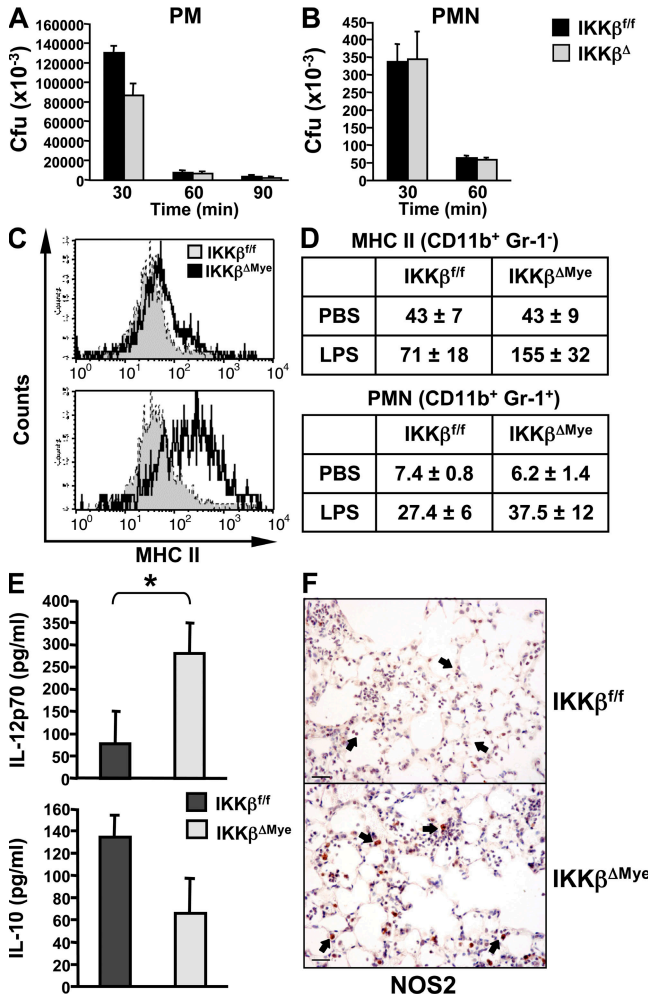 A
PM
Cfu (x10-3)
160000
140000
120000
100000
80000
60000
40000
20000
0
30
60
90
Time (min)
B
PMN
IKKβf/f
IKKβΔ
Cfu (x10-3)
400
350
300
250
200
150
100
50
0
30
60
Time (min)
C
IKKβf/f
IKKβΔMye
Counts
Counts
100 101 102 103 104
Counts
100 101 102 103 104
MHC II
D
MHC II (CD11b+ Gr-1-)
IKKβf/f IKKβΔMye
PBS 43 ± 7 43 ± 9
LPS 71 ± 18 155 ± 32
PMN (CD11b+ Gr-1+)
IKKβf/f IKKβΔMye
PBS 7.4 ± 0.8 6.2 ± 1.4
LPS 27.4 ± 6 37.5 ± 12
E
*
IL-12p70 (pg/ml)
400
350
300
250
200
150
100
50
0
IKKβf/f
IKKβΔMye
IL-10 (pg/ml)
160
140
120
100
80
60
40
20
0
F
IKKβf/f
IKKβΔMye
NOS2